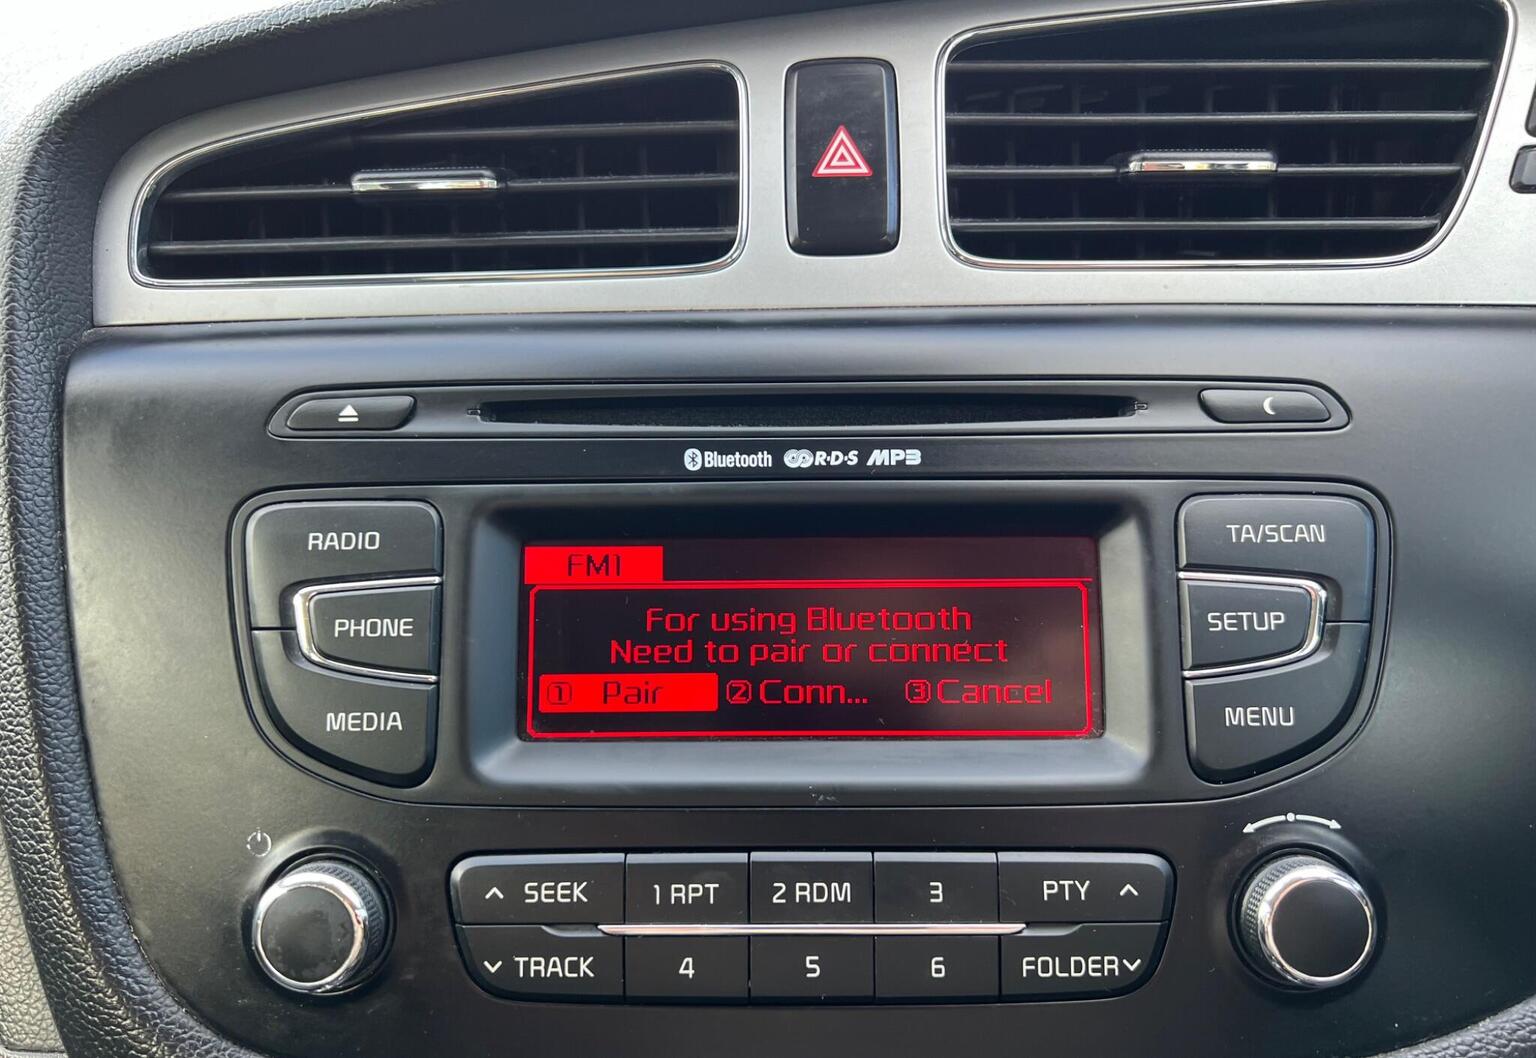 Bluetooth R·D·S MP3
RADIO
PHONE
MEDIA
FM1
For using Bluetooth
Need to pair or connect
① Pair ② Conn... ③ Cancel
TA/SCAN
SETUP
MENU
SEEK 1 RPT 2 RDM 3 PTY
TRACK 4 5 6 FOLDER